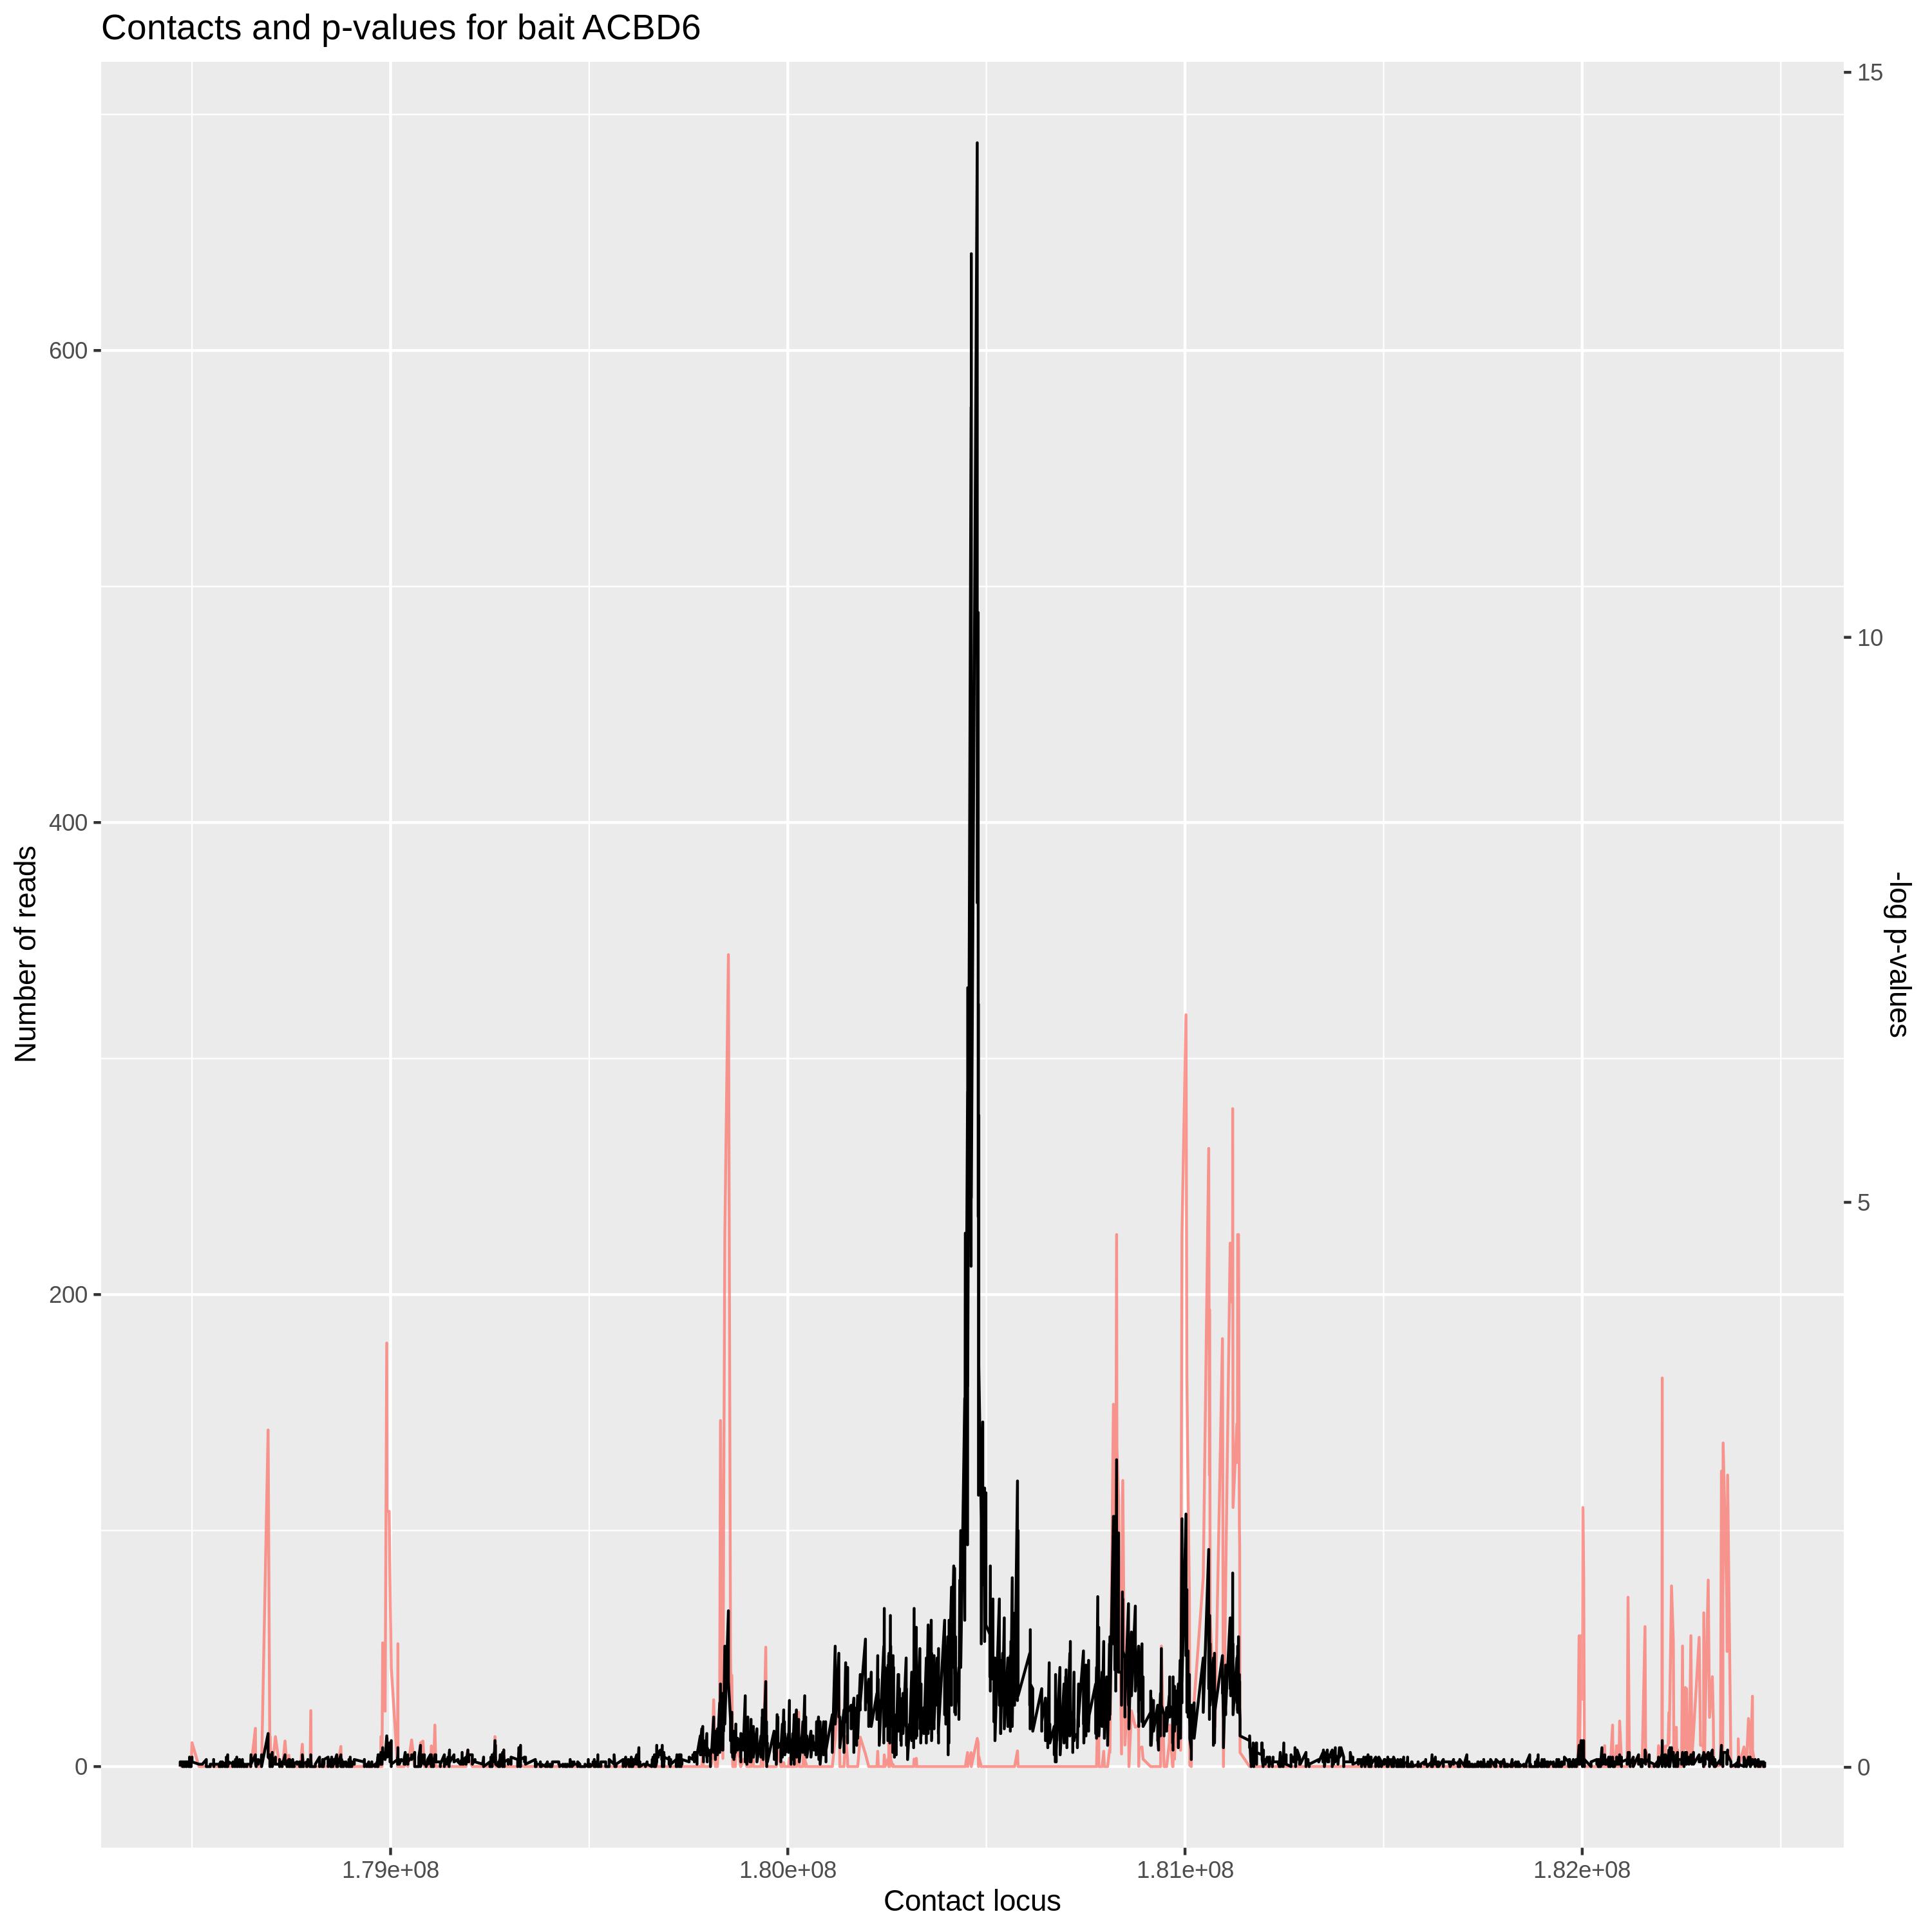 Contacts and p-values for bait ACBD6
15
600
10
400
Number of reads
-log p-values
5
200
0
0
1.79e+08
1.80e+08
1.81e+08
1.82e+08
Contact locus